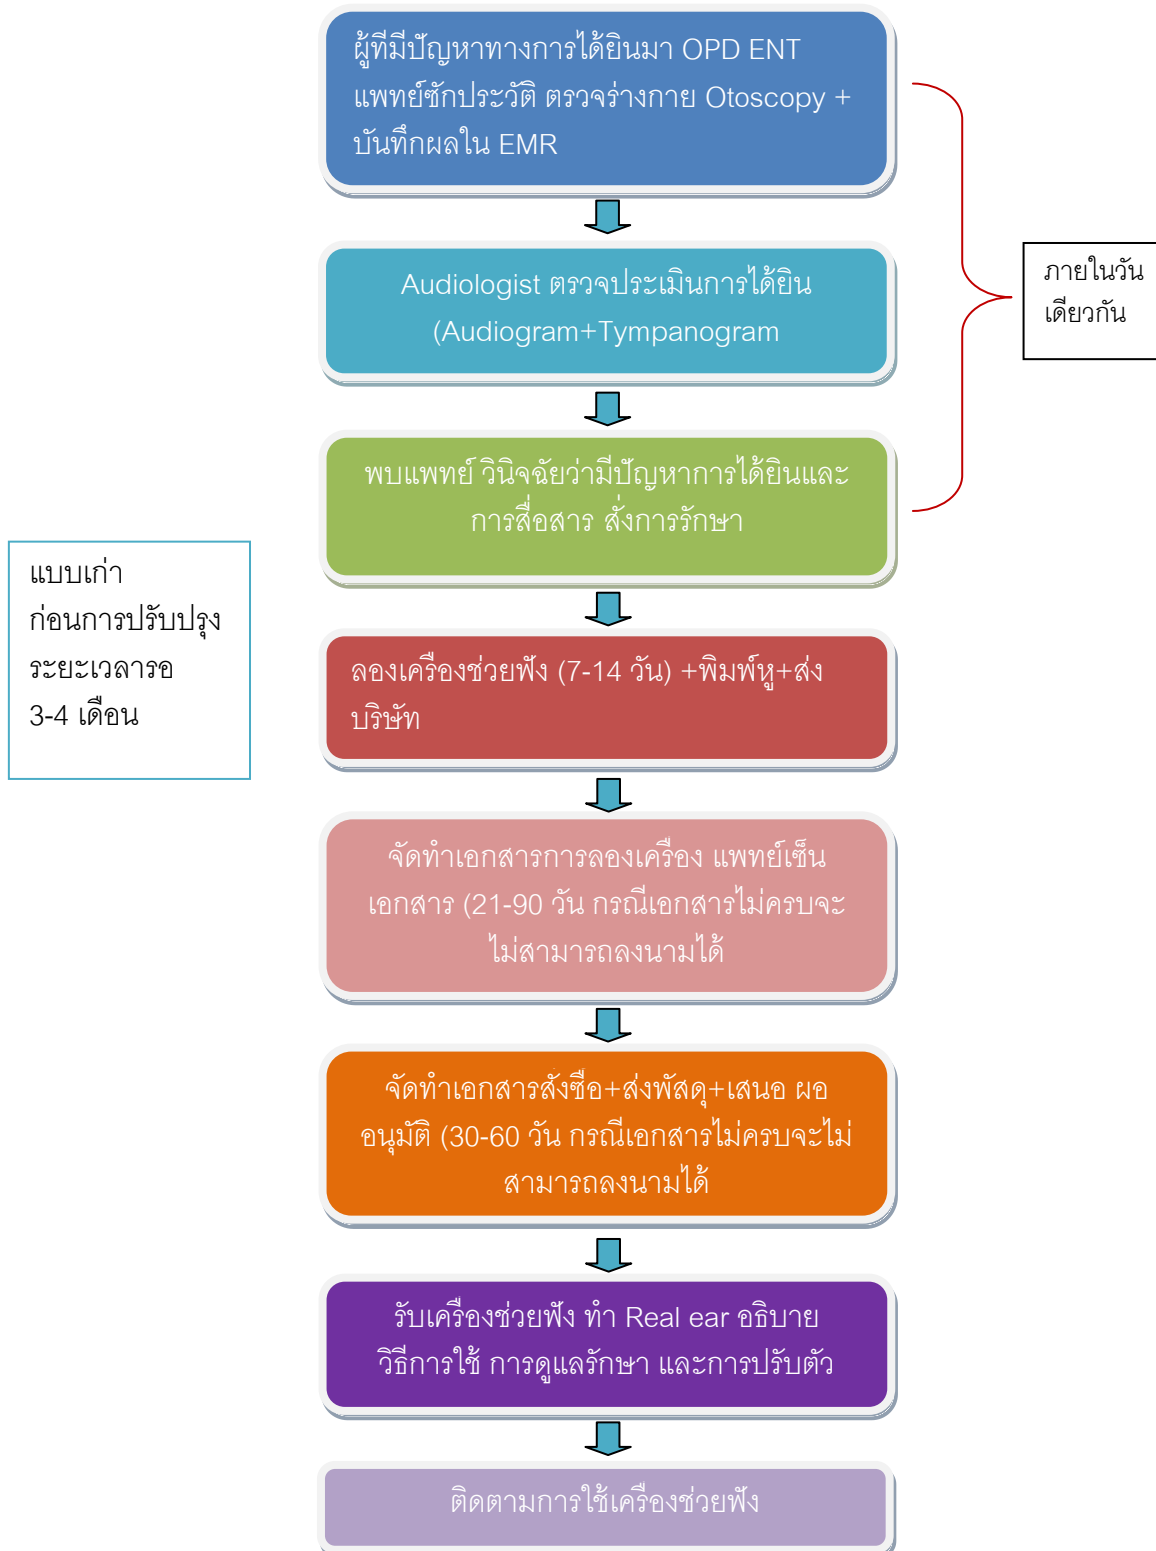 ผู้ที่มีปัญหาทางการได้ยินมา OPD ENT
แพทย์ซักประวัติ ตรวจร่างกาย Otoscopy +
บันทึกผลใน EMR
Audiologist ตรวจประเมินการได้ยิน
(Audiogram+Tympanogram
ภายในวัน
เดียวกัน
พบแพทย์ วินิจฉัยว่ามีปัญหาการได้ยินและ
การสื่อสาร สั่งการรักษา
แบบเก่า
ก่อนการปรับปรุง
ระยะเวลารอ
3-4 เดือน
ลองเครื่องช่วยฟัง (7-14 วัน) +พิมพ์หู+ส่ง
บริษัท
จัดทำเอกสารการลองเครื่อง แพทย์เซ็น
เอกสาร (21-90 วัน กรณีเอกสารไม่ครบจะ
ไม่สามารถลงนามได้
จัดทำเอกสารสั่งซื้อ+ส่งพัสดุ+เสนอ ผอ
อนุมัติ (30-60 วัน กรณีเอกสารไม่ครบจะไม่
สามารถลงนามได้
รับเครื่องช่วยฟัง ทำ Real ear อธิบาย
วิธีการใช้ การดูแลรักษา และการปรับตัว
ติดตามการใช้เครื่องช่วยฟัง